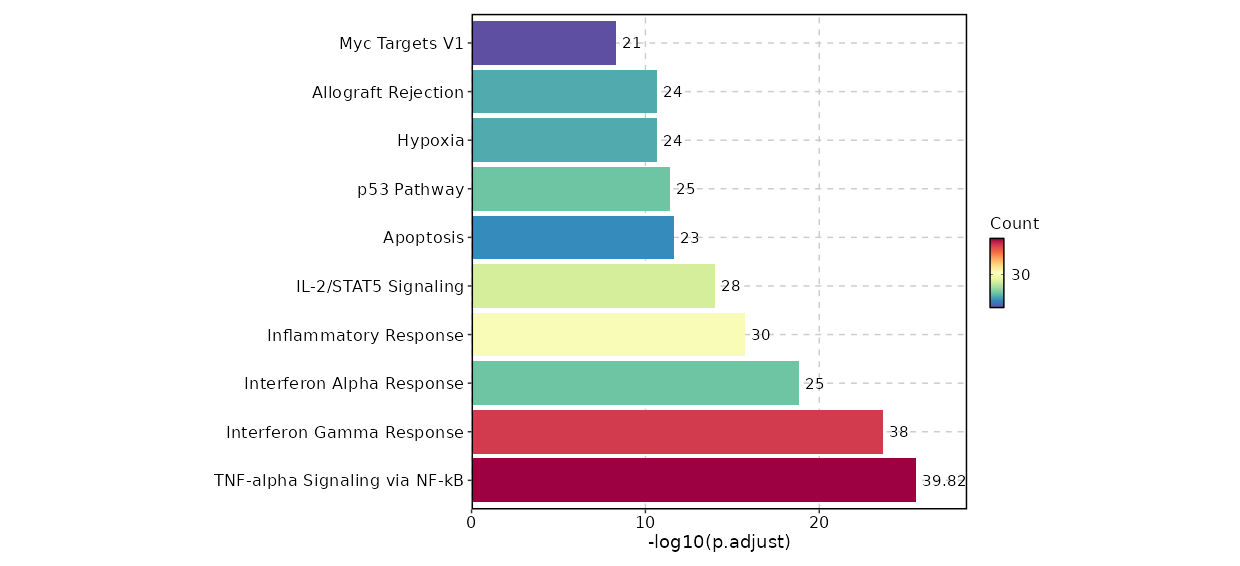 Myc Targets V1 21
Allograft Rejection 24
Hypoxia 24
p53 Pathway 25
Apoptosis 23
IL-2/STAT5 Signaling 28
Inflammatory Response 30
Interferon Alpha Response 25
Interferon Gamma Response 38
TNF-alpha Signaling via NF-kB 39.82
0 10 20
-log10(p.adjust)
Count
30